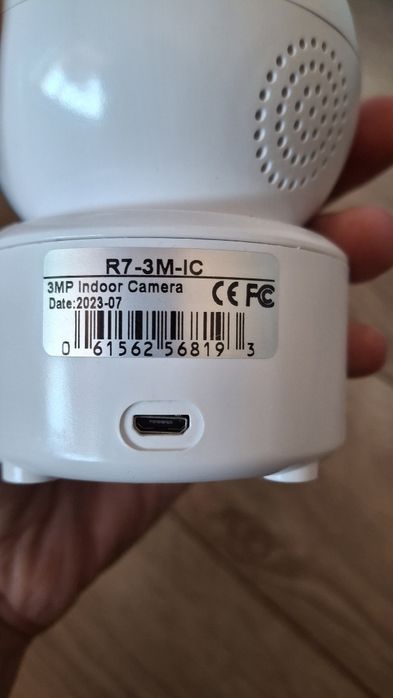 R7-3M-IC
3MP Indoor Camera
Date:2023-07
CE FC
0 61562 56819 3